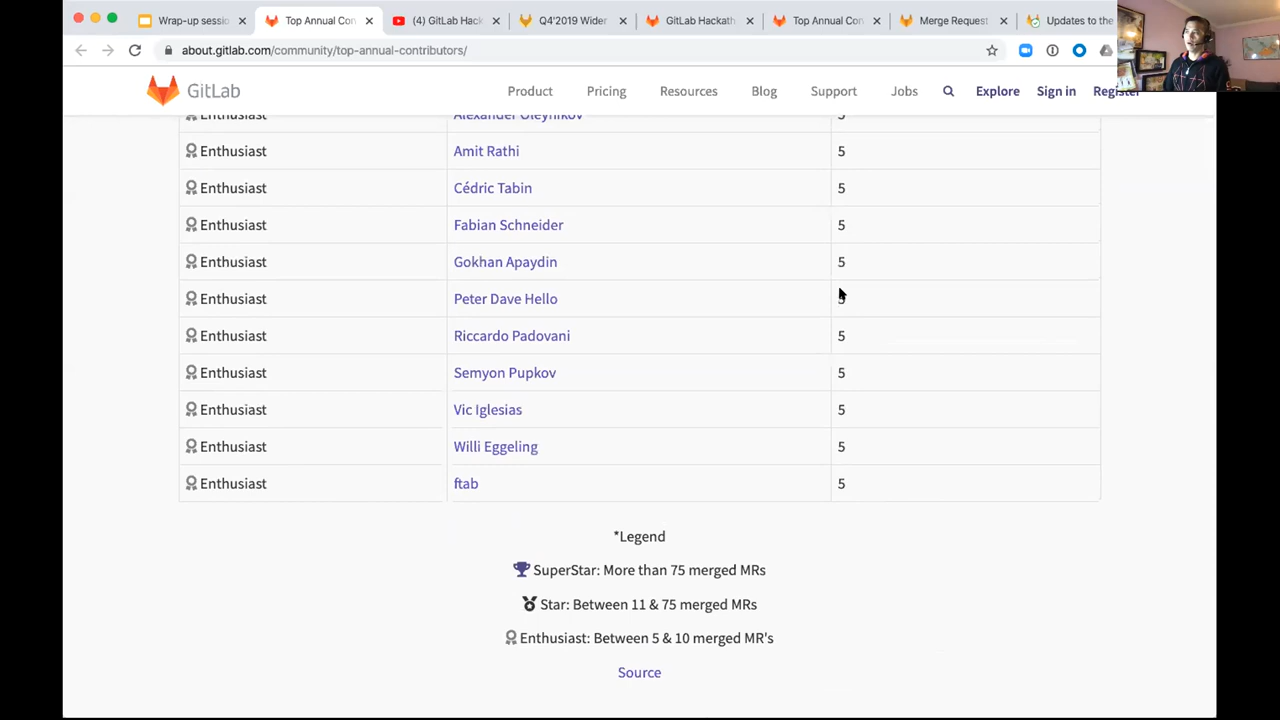 Wrap-up sessi
Top Annual Con
(4) GitLab Hack
Q4'2019 Wider
GitLab Hackath
Top Annual Con
Merge Request
Updates to the
about.gitlab.com/community/top-annual-contributors/
GitLab
Product
Pricing
Resources
Blog
Support
Jobs
Explore
Sign in
Register
Enthusiast Alexander Oleynikov 5
Enthusiast Amit Rathi 5
Enthusiast Cédric Tabin 5
Enthusiast Fabian Schneider 5
Enthusiast Gokhan Apaydin 5
Enthusiast Peter Dave Hello 5
Enthusiast Riccardo Padovani 5
Enthusiast Semyon Pupkov 5
Enthusiast Vic Iglesias 5
Enthusiast Willi Eggeling 5
Enthusiast ftab 5
*Legend
SuperStar: More than 75 merged MRs
Star: Between 11 & 75 merged MRs
Enthusiast: Between 5 & 10 merged MR's
Source